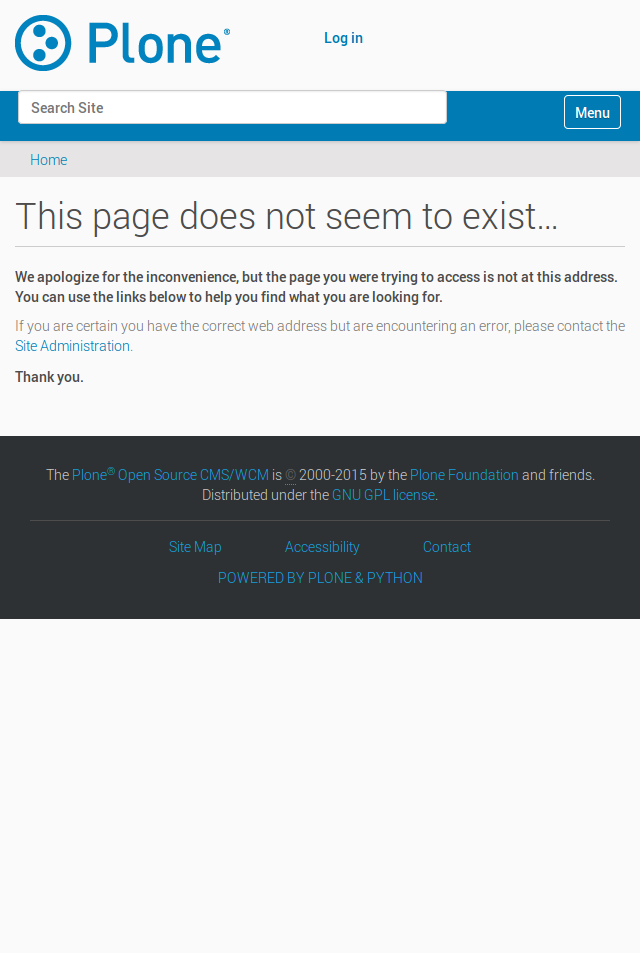 Plone®
Log in
Search Site
Menu
Home
This page does not seem to exist…
We apologize for the inconvenience, but the page you were trying to access is not at this address.
You can use the links below to help you find what you are looking for.
If you are certain you have the correct web address but are encountering an error, please contact the
Site Administration.
Thank you.
The Plone® Open Source CMS/WCM is © 2000-2015 by the Plone Foundation and friends.
Distributed under the GNU GPL license.
Site Map Accessibility Contact
POWERED BY PLONE & PYTHON